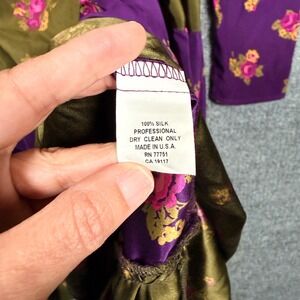 100% SILK
PROFESSIONAL
DRY CLEAN ONLY
MADE IN U.S.A.
RN 77751
CA 19117